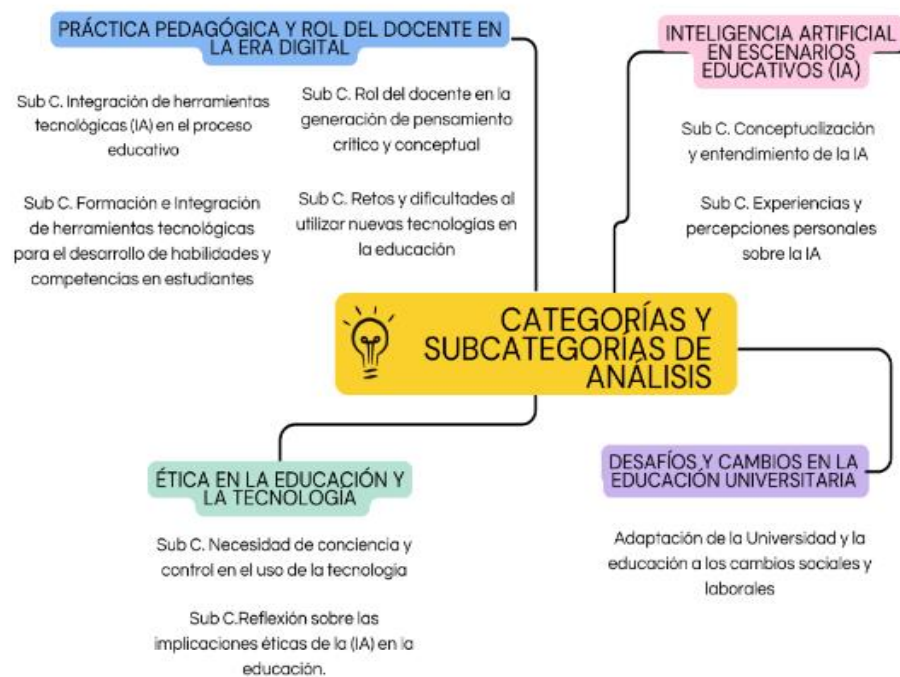 PRÁCTICA PEDAGÓGICA Y ROL DEL DOCENTE EN
LA ERA DIGITAL
Sub C. Integración de herramientas
tecnológicas (IA) en el proceso
educativo
Sub C. Rol del docente en la
generación de pensamiento
crítico y conceptual
Sub C. Formación e Integración
de herramientas tecnológicas
para el desarrollo de habilidades y
competencias en estudiantes
Sub C. Retos y dificultades al
utilizar nuevas tecnologías en
la educación
INTELIGENCIA ARTIFICIAL
EN ESCENARIOS
EDUCATIVOS (IA)
Sub C. Conceptualización
y entendimiento de la IA
Sub C. Experiencias y
percepciones personales
sobre la IA
CATEGORÍAS Y
SUBCATEGORÍAS DE
ANÁLISIS
ÉTICA EN LA EDUCACIÓN Y
LA TECNOLOGÍA
Sub C. Necesidad de conciencia y
control en el uso de la tecnología
Sub C.Reflexión sobre las
implicaciones éticas de la (IA) en la
educación.
DESAFÍOS Y CAMBIOS EN LA
EDUCACIÓN UNIVERSITARIA
Adaptación de la Universidad y la
educación a los cambios sociales y
laborales